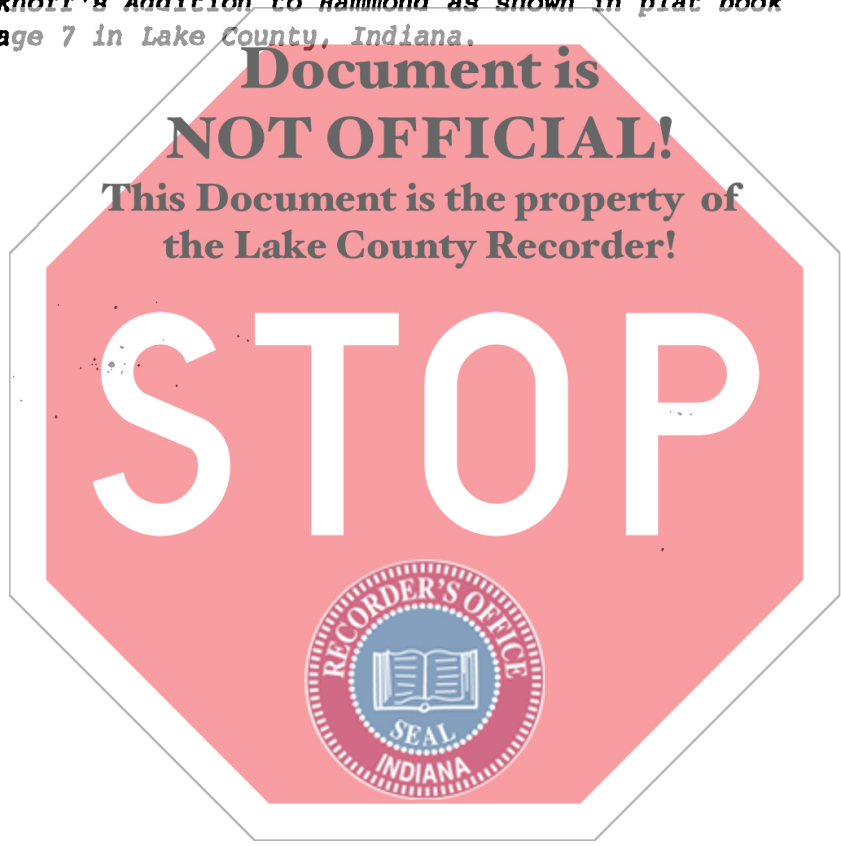 Addition to Hammond as shown in plat book
age 7 in Lake County, Indiana.
Document is
NOT OFFICIAL!
This Document is the property of
the Lake County Recorder!
STOP
RECORDER'S OFFICE
SEAL
INDIANA